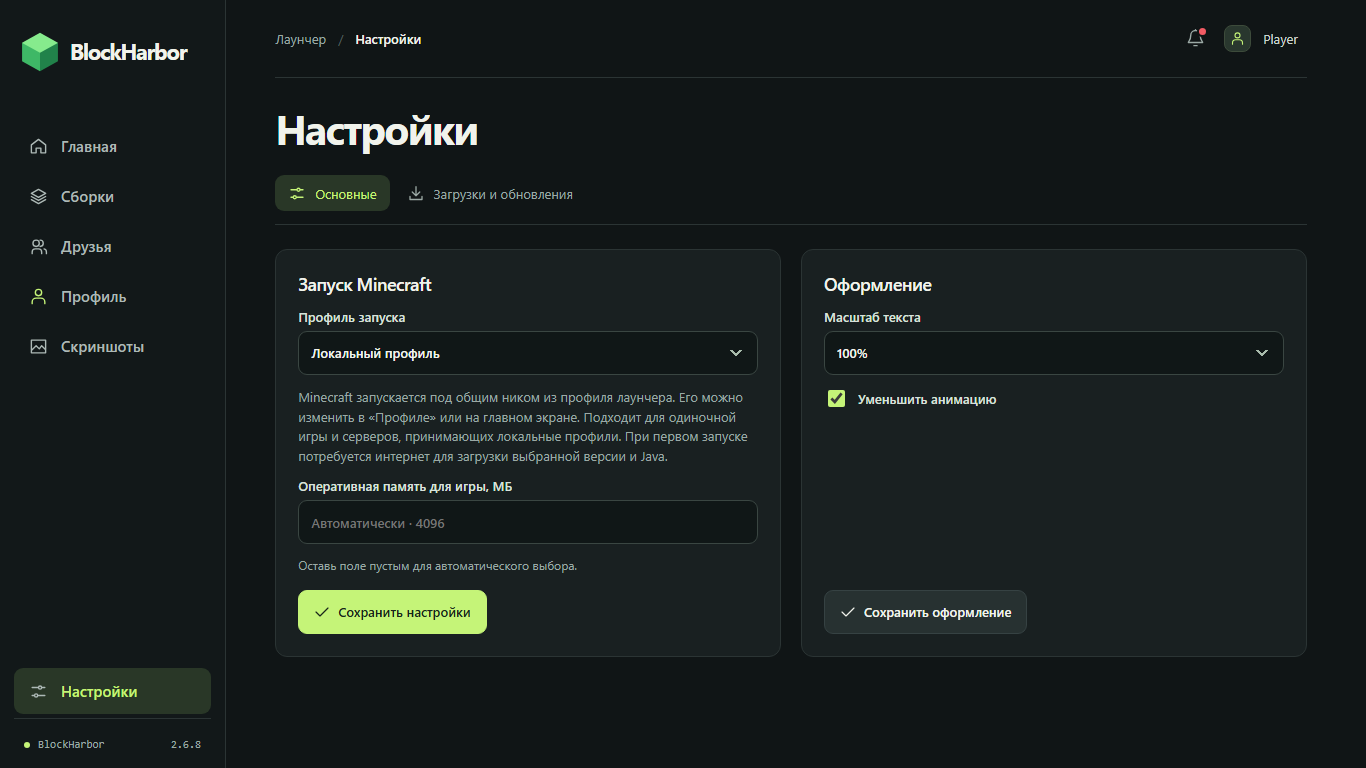 BlockHarbor
Главная
Сборки
Друзья
Профиль
Скриншоты
Настройки
BlockHarbor 2.6.8
Лаунчер / Настройки
Player
Настройки
Основные
Загрузки и обновления
Запуск Minecraft
Профиль запуска
Локальный профиль
Minecraft запускается под общим ником из профиля лаунчера. Его можно
изменить в «Профиле» или на главном экране. Подходит для одиночной
игры и серверов, принимающих локальные профили. При первом запуске
потребуется интернет для загрузки выбранной версии и Java.
Оперативная память для игры, МБ
Автоматически · 4096
Оставь поле пустым для автоматического выбора.
Сохранить настройки
Оформление
Масштаб текста
100%
Уменьшить анимацию
Сохранить оформление